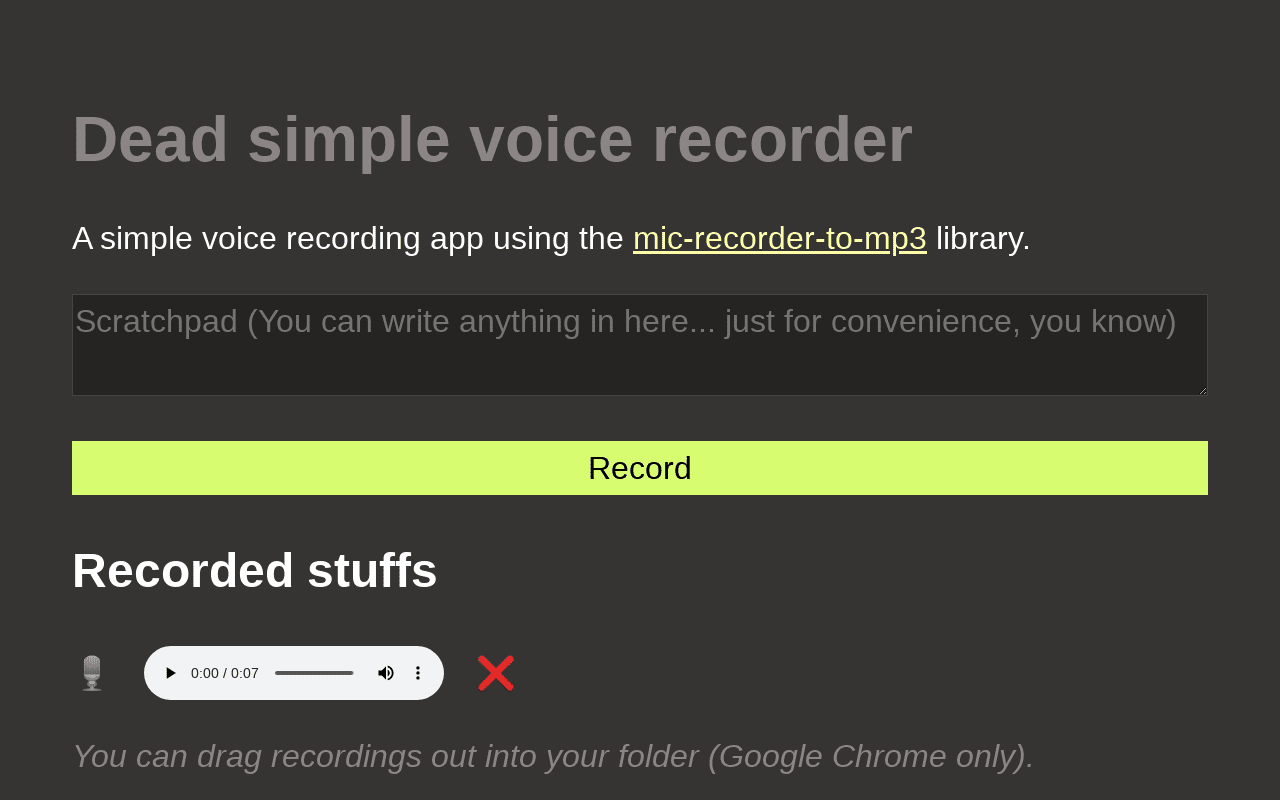 Dead simple voice recorder
A simple voice recording app using the mic-recorder-to-mp3 library.
Scratchpad (You can write anything in here... just for convenience, you know)
Record
Recorded stuffs
0:00 / 0:07
You can drag recordings out into your folder (Google Chrome only).